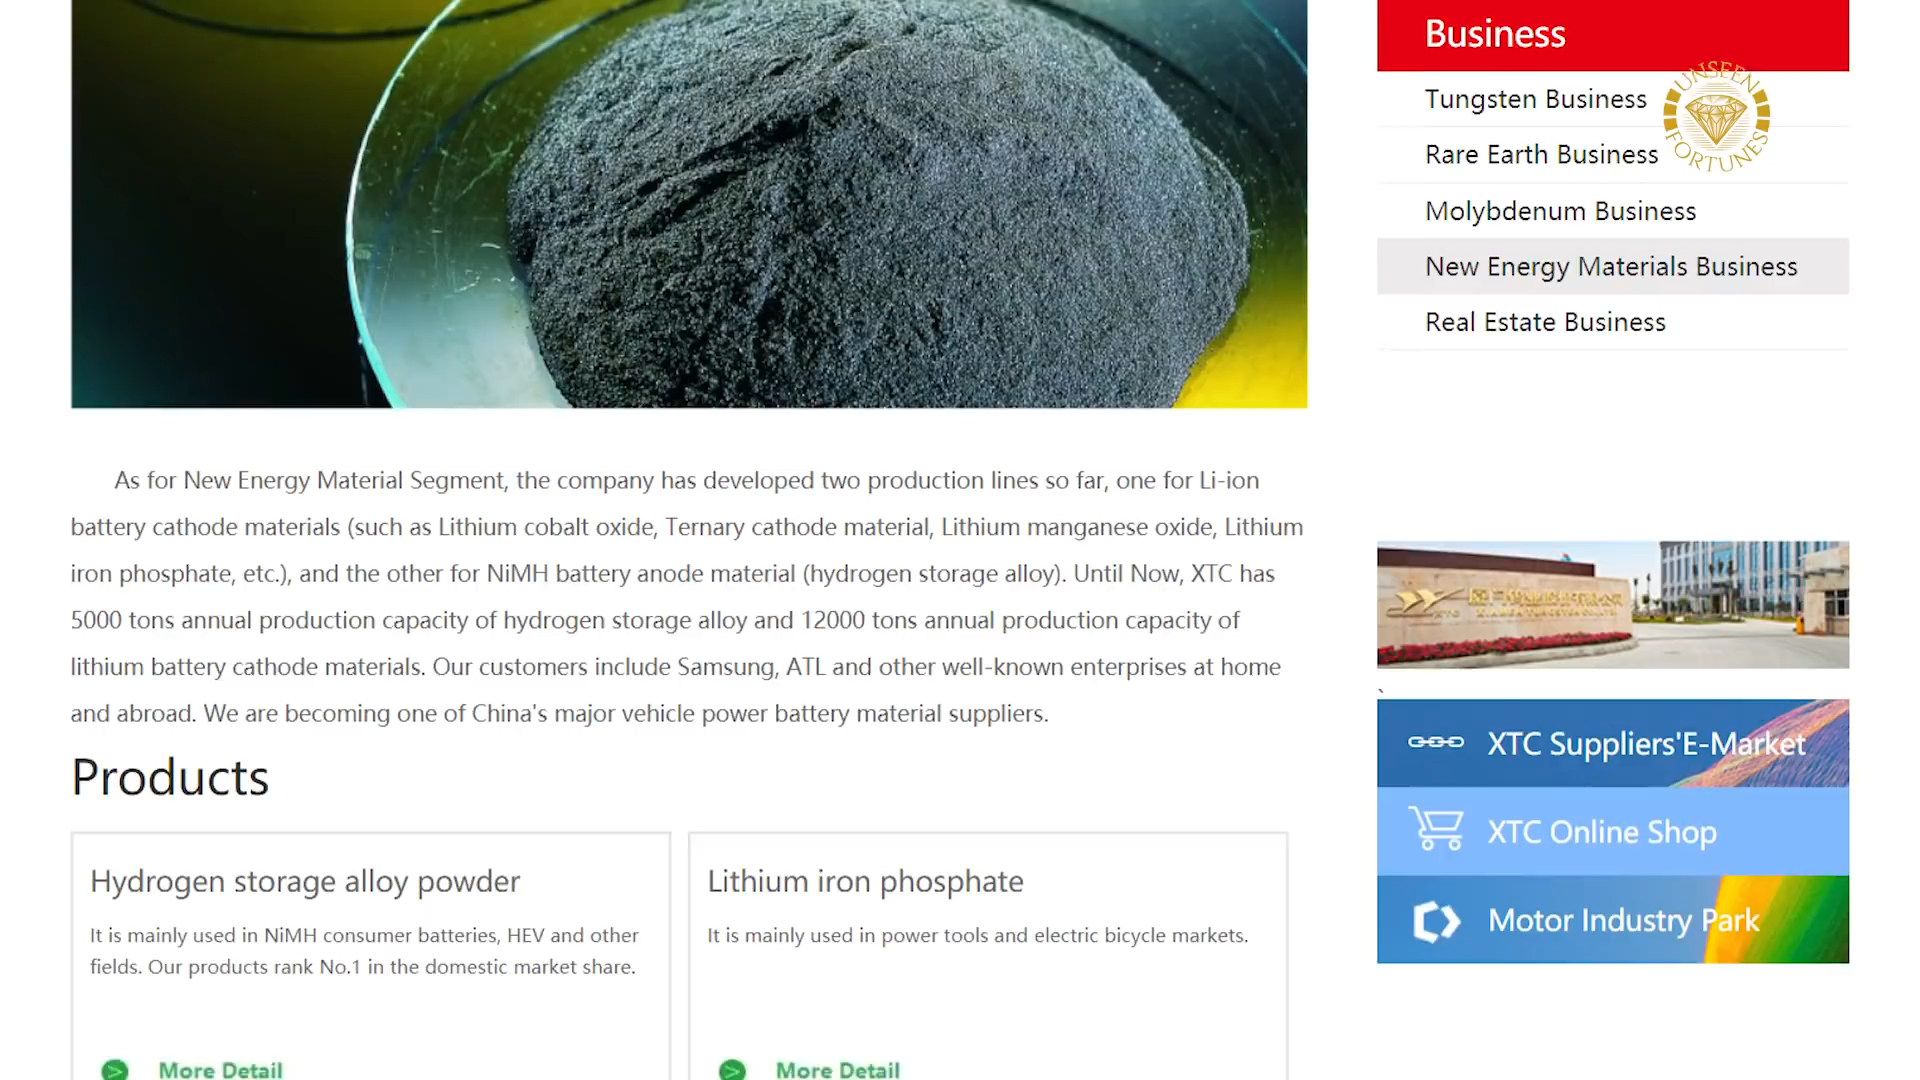 Business
Tungsten Business
Rare Earth Business
Molybdenum Business
New Energy Materials Business
Real Estate Business
UNSEEN
FORTUNES
As for New Energy Material Segment, the company has developed two production lines so far, one for Li-ion
battery cathode materials (such as Lithium cobalt oxide, Ternary cathode material, Lithium manganese oxide, Lithium
iron phosphate, etc.), and the other for NiMH battery anode material (hydrogen storage alloy). Until Now, XTC has
5000 tons annual production capacity of hydrogen storage alloy and 12000 tons annual production capacity of
lithium battery cathode materials. Our customers include Samsung, ATL and other well-known enterprises at home
and abroad. We are becoming one of China's major vehicle power battery material suppliers.
Products
Hydrogen storage alloy powder
It is mainly used in NiMH consumer batteries, HEV and other
fields. Our products rank No.1 in the domestic market share.
> More Detail
Lithium iron phosphate
It is mainly used in power tools and electric bicycle markets.
> More Detail
`
XTC Suppliers'E-Market
XTC Online Shop
Motor Industry Park